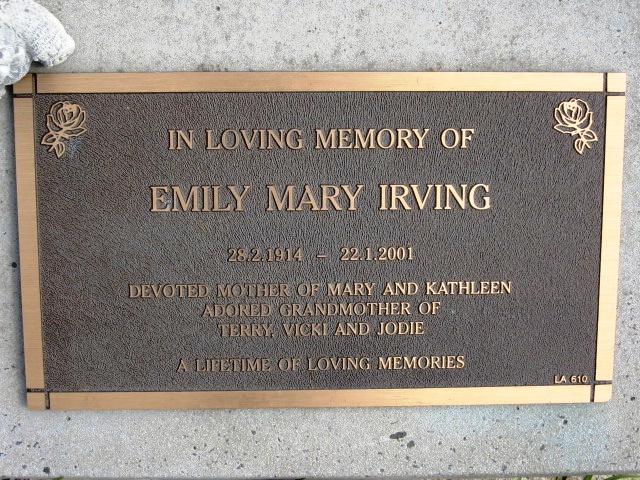 IN LOVING MEMORY OF
EMILY MARY IRVING
28.2.1914 – 22.1.2001
DEVOTED MOTHER OF MARY AND KATHLEEN
ADORED GRANDMOTHER OF
TERRY, VICKI AND JODIE
A LIFETIME OF LOVING MEMORIES
LA 610